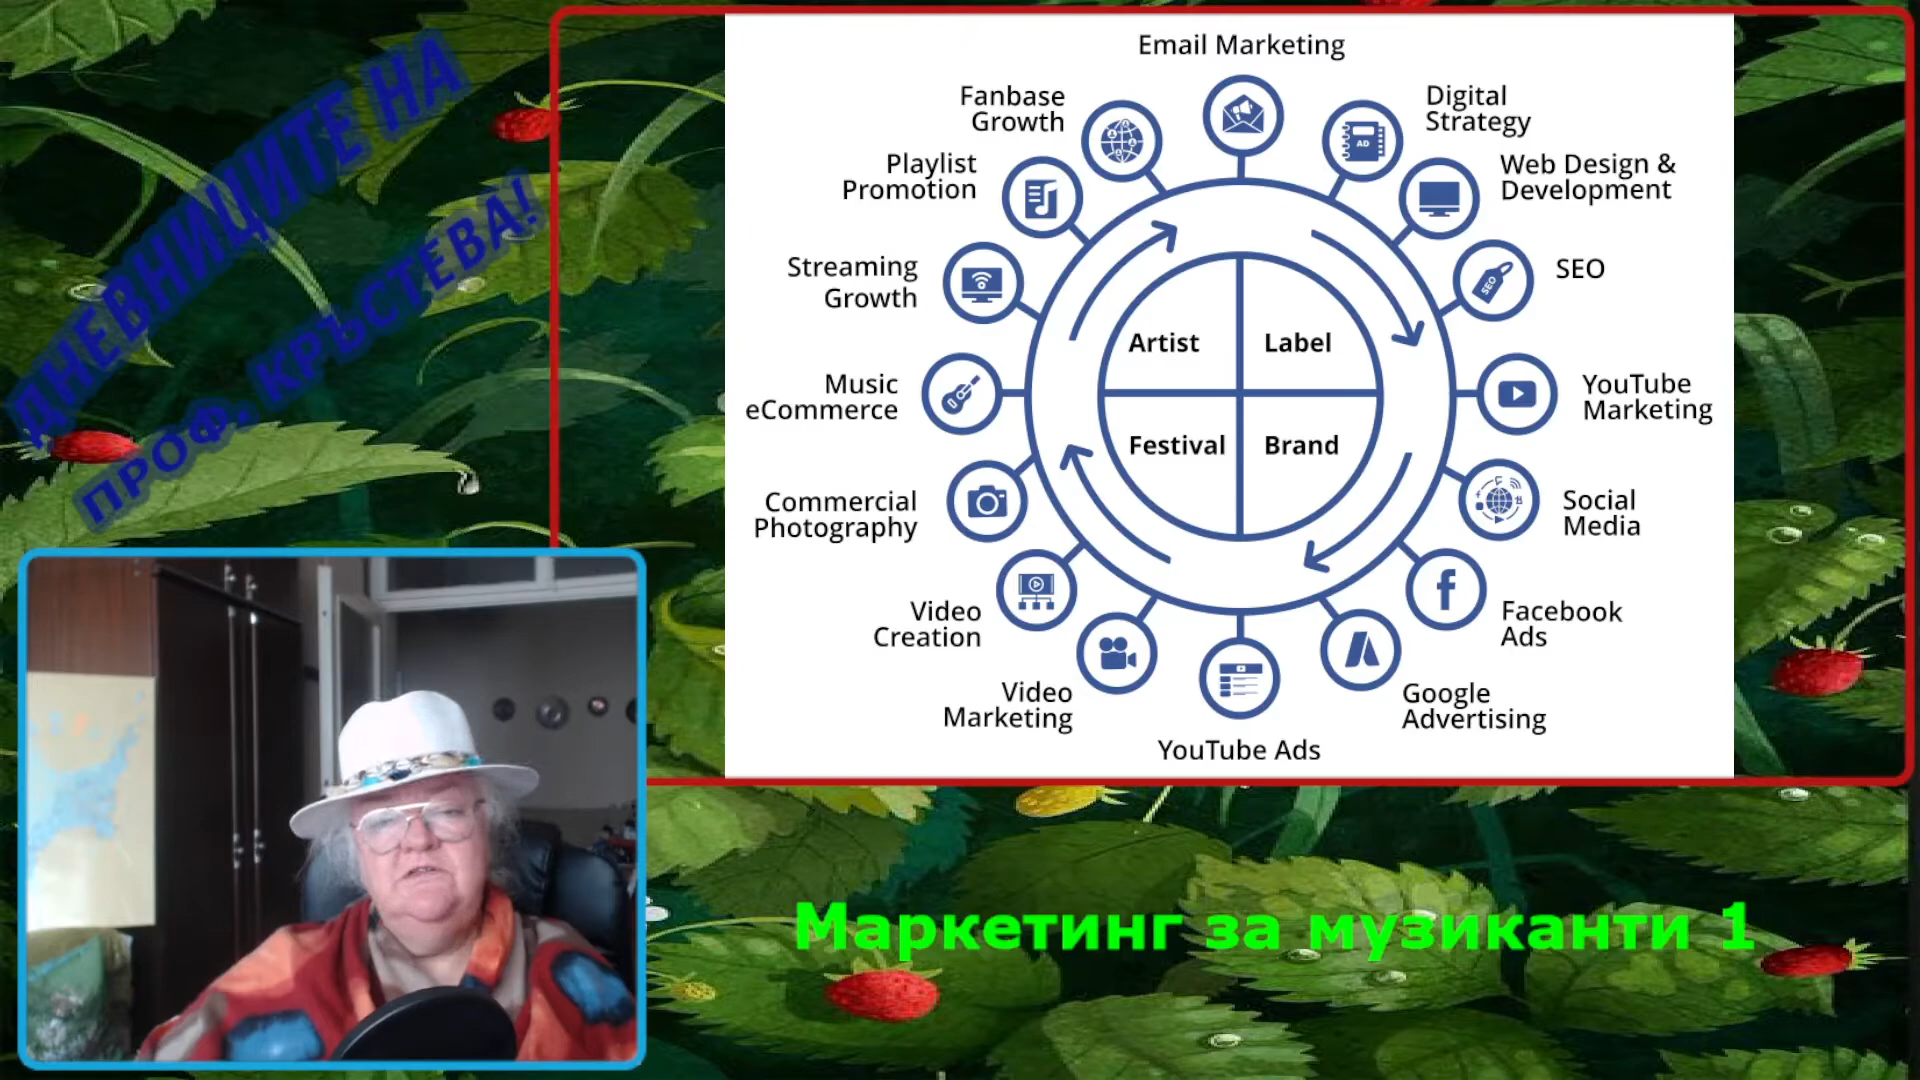 ДНЕВНИЦИТЕ НА
ПРОФ. КРЪСТЕВА!
Email Marketing
Fanbase
Growth
Digital
Strategy
AD
Playlist
Promotion
Web Design &
Development
Streaming
Growth
SEO
SEO
Artist
Label
Music
eCommerce
YouTube
Marketing
Festival
Brand
Commercial
Photography
Social
Media
Video
Creation
f
Facebook
Ads
Video
Marketing
Google
Advertising
YouTube Ads
Маркетинг за музиканти 1